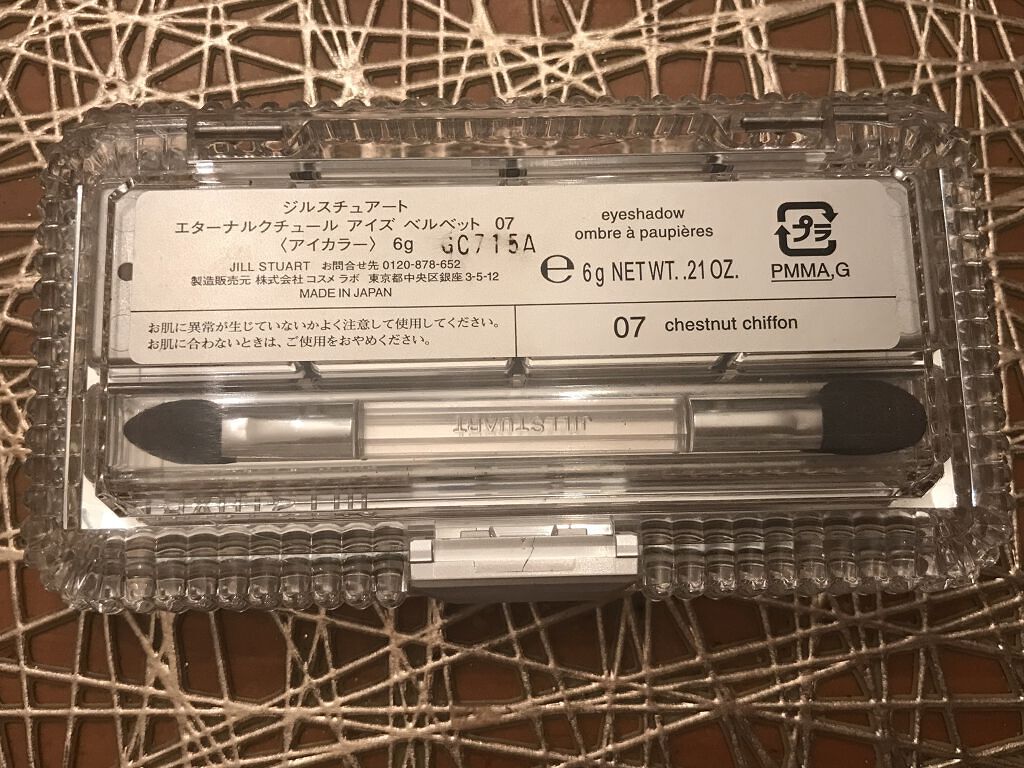 ジルスチュアート
エターナルクチュール アイズ ベルベット 07
〈アイカラー〉 6g GC715A
JILL STUART お問合せ先 0120-878-652
製造販売元 株式会社 コスメ ラボ 東京都中央区銀座3-5-12
MADE IN JAPAN
eyeshadow
ombre à paupières
e 6g NET WT. .21 OZ.
プラ
PMMA,G
お肌に異常が生じていないかよく注意して使用してください。
お肌に合わないときは、ご使用をおやめください。
07 chestnut chiffon
JILL STUART
JILL STUART